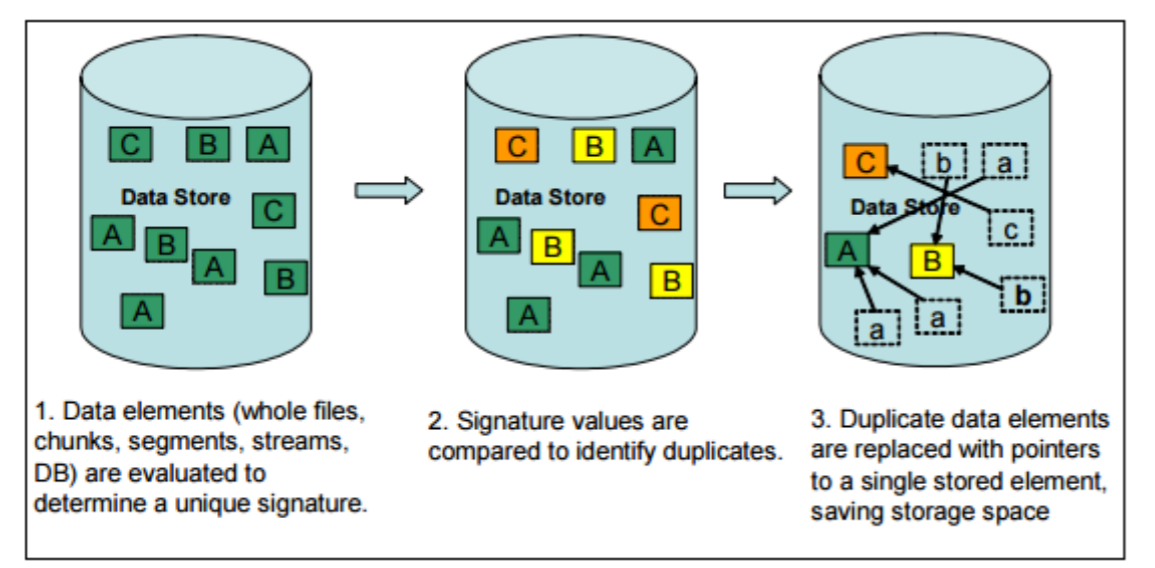 C B A
Data Store
C
A B
A B
A
C B A
Data Store
C
A B
A B
A
C b a
Data Store
c
A B
b
a a
1. Data elements (whole files,
chunks, segments, streams,
DB) are evaluated to
determine a unique signature.
2. Signature values are
compared to identify duplicates.
3. Duplicate data elements
are replaced with pointers
to a single stored element,
saving storage space